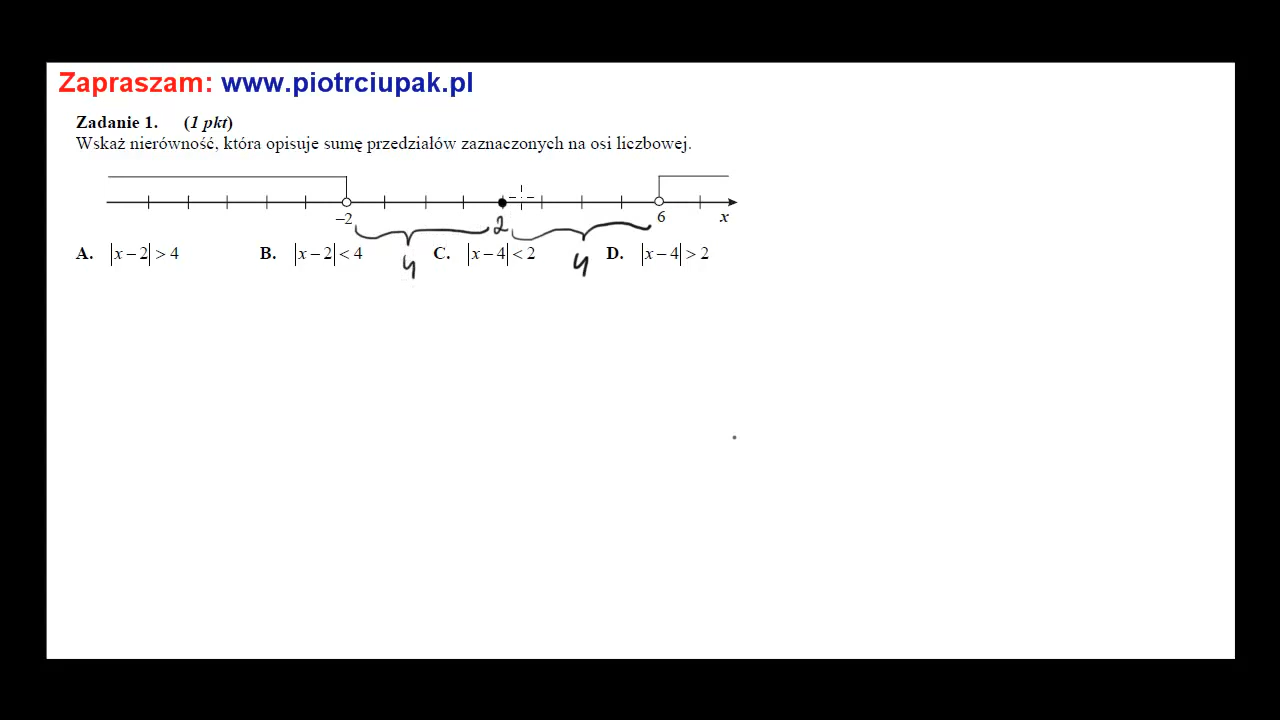 Zapraszam: www.piotrciupak.pl
Zadanie 1. (1 pkt)
Wskaż nierówność, która opisuje sumę przedziałów zaznaczonych na osi liczbowej.
–2 2 6 x
A. |x – 2| > 4 B. |x – 2| < 4 C. |x – 4| < 2 D. |x – 4| > 2
4 4